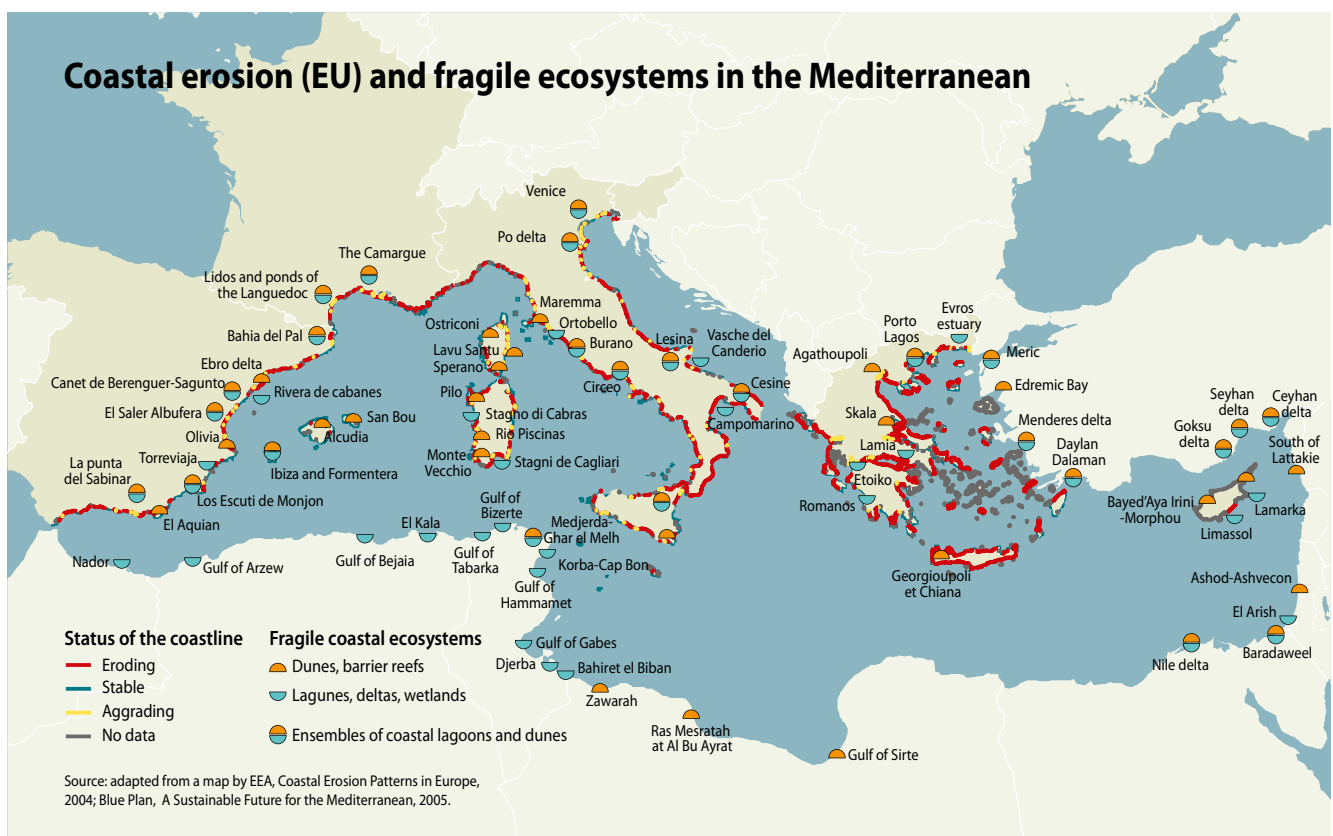 Coastal erosion (EU) and fragile ecosystems in the Mediterranean
Venice
Po delta
The Camargue
Lidos and ponds of
the Languedoc
Bahia del Pal
Ebro delta
Canet de Berenguer-Sagunto
Rivera de cabanes
El Saler Albufera
San Bou
Alcudia
Olivia
Torreviaja
Ibiza and Formentera
La punta
del Sabinar
Los Escuti de Monjon
El Aquian
Maremma
Ostriconi
Ortobello
Burano
Lavu Santu
Sperano
Circeo
Pilo
Stagno di Cabras
Rio Piscinas
Monte
Vecchio
Stagni de Cagliari
Lesina
Vasche del
Canderio
Cesine
Campomarino
Agathoupoli
Porto
Lagos
Evros
estuary
Meric
Edremic Bay
Skala
Lamia
Menderes delta
Daylan
Dalaman
Etoiko
Romanos
Georgioupoli
et Chiana
Seyhan
delta
Ceyhan
delta
Goksu
delta
South of
Lattakie
Bayed'Aya Irini
-Morphou
Lamarka
Limassol
Ashod-Ashvecon
El Arish
Baradaweel
Nile delta
Nador
Gulf of Arzew
Gulf of Bejaia
El Kala
Gulf of
Tabarka
Gulf of
Bizerte
Medjerda-
Ghar el Melh
Korba-Cap Bon
Gulf of
Hammamet
Gulf of Gabes
Djerba
Bahiret el Biban
Zawarah
Ras Mesratah
at Al Bu Ayrat
Gulf of Sirte
Status of the coastline
Eroding
Stable
Aggrading
No data
Fragile coastal ecosystems
Dunes, barrier reefs
Lagunes, deltas, wetlands
Ensembles of coastal lagoons and dunes
Source: adapted from a map by EEA, Coastal Erosion Patterns in Europe,
2004; Blue Plan, A Sustainable Future for the Mediterranean, 2005.